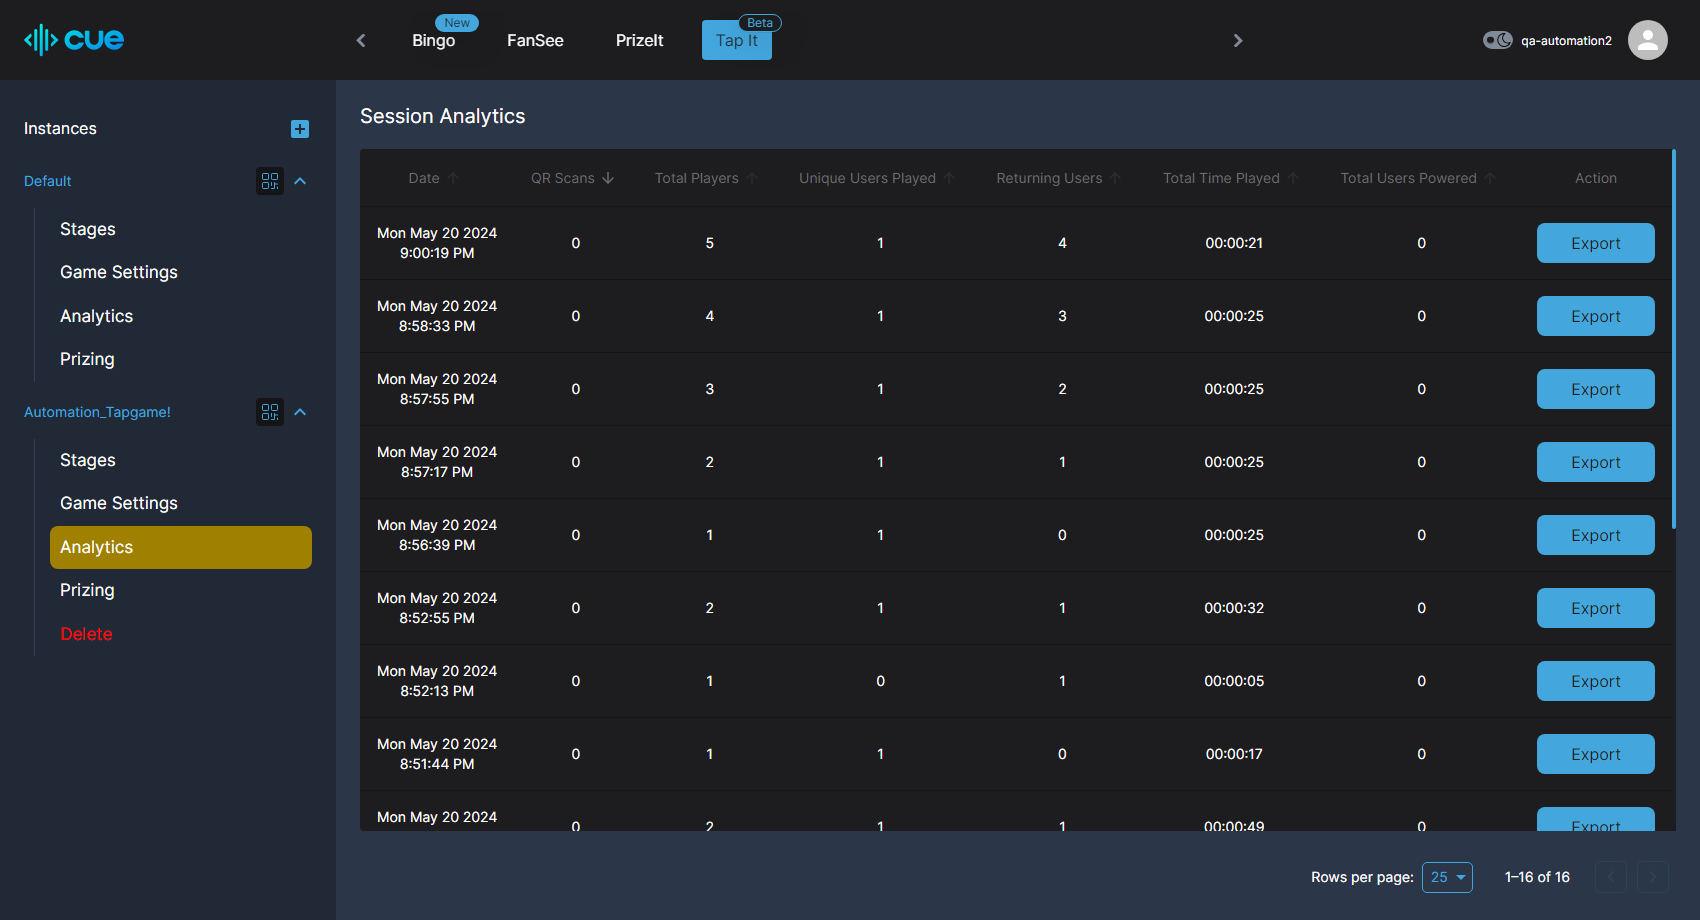 cue
Bingo
New
FanSee
PrizeIt
Tap It
Beta
qa-automation2
Instances
Default
Stages
Game Settings
Analytics
Prizing
Automation_Tapgame!
Stages
Game Settings
Analytics
Prizing
Delete
Session Analytics
Date QR Scans Total Players Unique Users Played Returning Users Total Time Played Total Users Powered Action
Mon May 20 2024
9:00:19 PM 0 5 1 4 00:00:21 0 Export
Mon May 20 2024
8:58:33 PM 0 4 1 3 00:00:25 0 Export
Mon May 20 2024
8:57:55 PM 0 3 1 2 00:00:25 0 Export
Mon May 20 2024
8:57:17 PM 0 2 1 1 00:00:25 0 Export
Mon May 20 2024
8:56:39 PM 0 1 1 0 00:00:25 0 Export
Mon May 20 2024
8:52:55 PM 0 2 1 1 00:00:32 0 Export
Mon May 20 2024
8:52:13 PM 0 1 0 1 00:00:05 0 Export
Mon May 20 2024
8:51:44 PM 0 1 1 0 00:00:17 0 Export
Mon May 20 2024
0 2 1 1 00:00:49 0 Export
Rows per page: 25 1–16 of 16